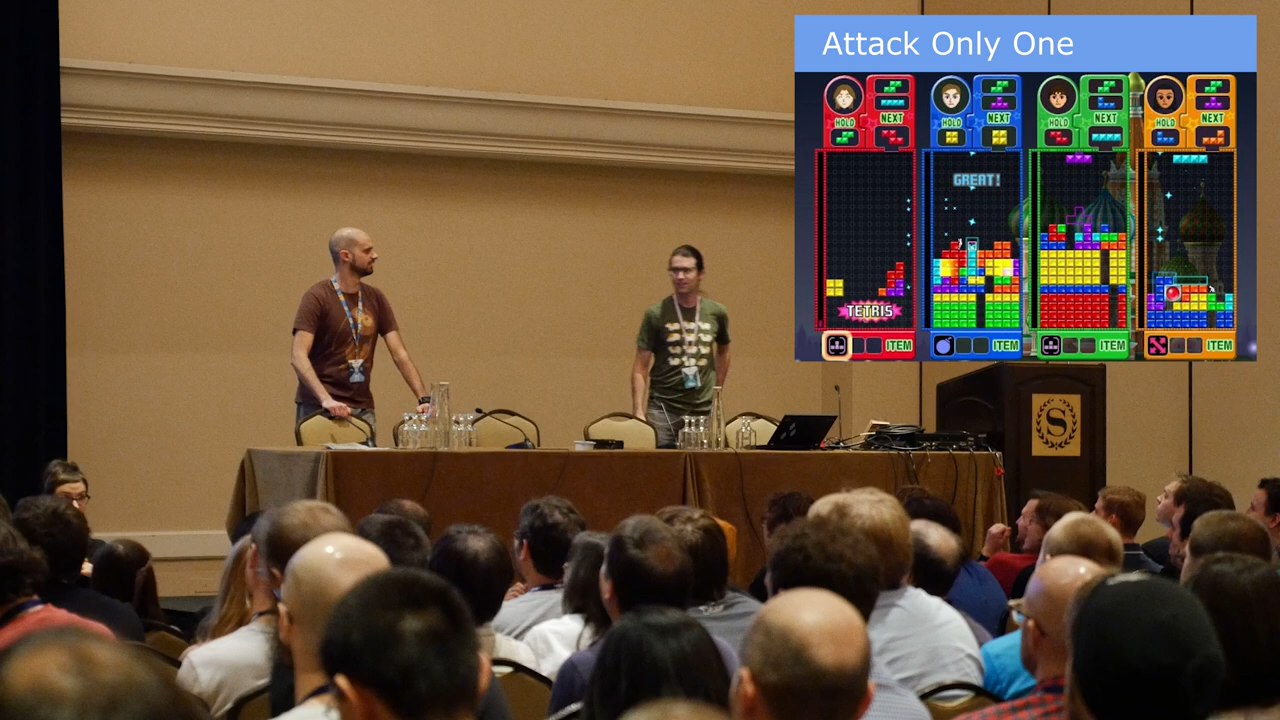 Attack Only One
HOLD NEXT HOLD NEXT HOLD NEXT HOLD NEXT
GREAT!
TETRIS
ITEM ITEM ITEM ITEM
S